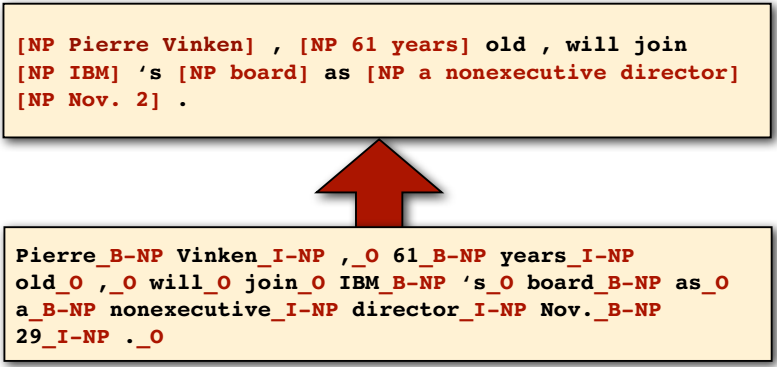 [NP Pierre Vinken] , [NP 61 years] old , will join
[NP IBM] ‘s [NP board] as [NP a nonexecutive director]
[NP Nov. 2] .
Pierre_B-NP Vinken_I-NP ,_O 61_B-NP years_I-NP
old_O ,_O will_O join_O IBM_B-NP ‘s_O board_B-NP as_O
a_B-NP nonexecutive_I-NP director_I-NP Nov._B-NP
29_I-NP ._O